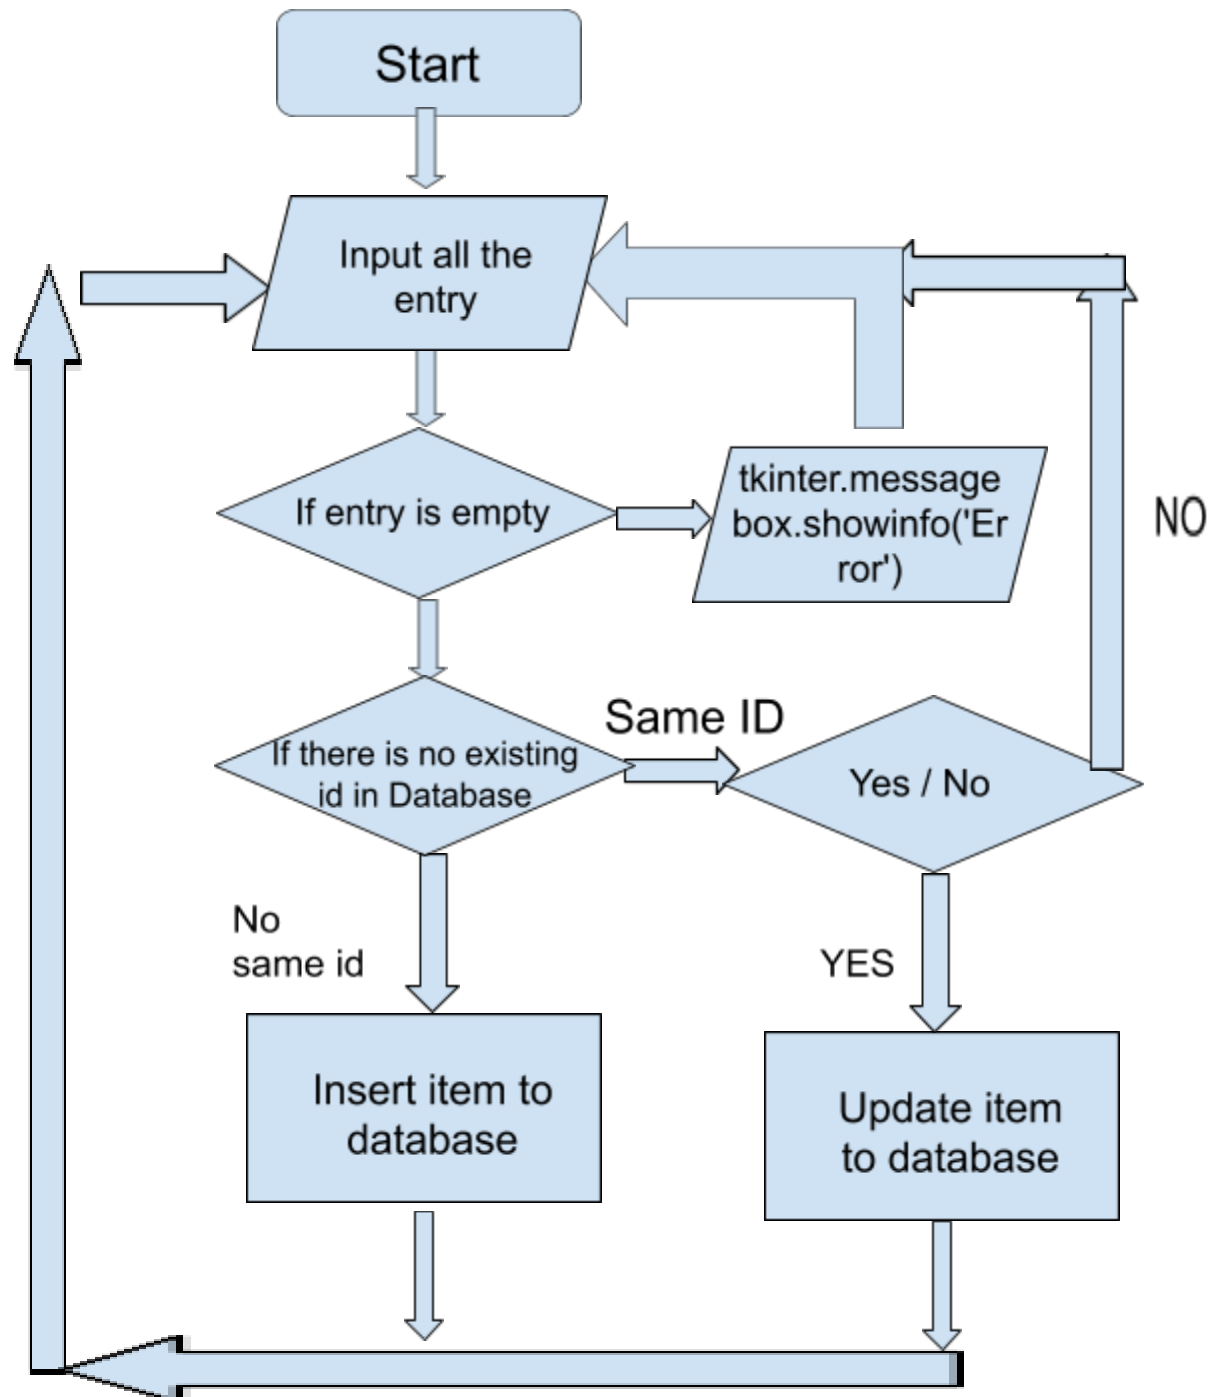 Start
Input all the
entry
If entry is empty
tkinter.message
box.showinfo('Er
ror')
NO
Same ID
If there is no existing
id in Database
Yes / No
No
same id
YES
Insert item to
database
Update item
to database